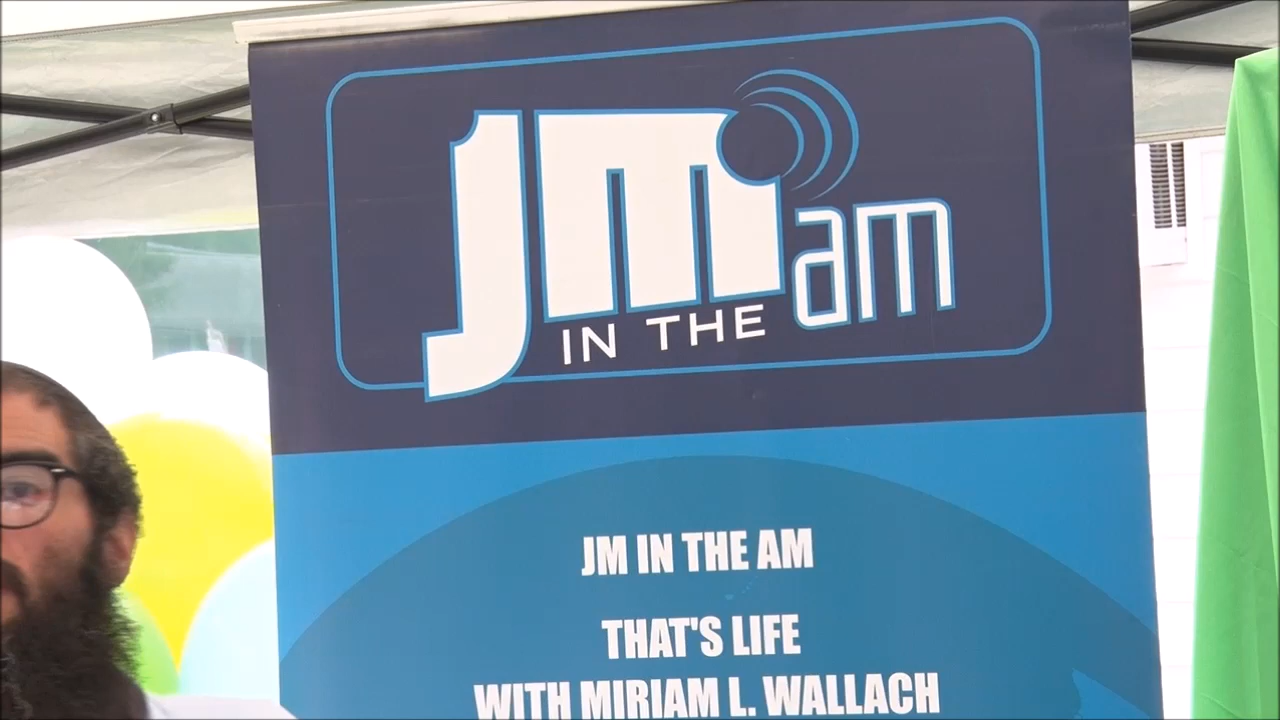 JM
IN THE am
JM IN THE AM
THAT'S LIFE
WITH MIRIAM L. WALLACH